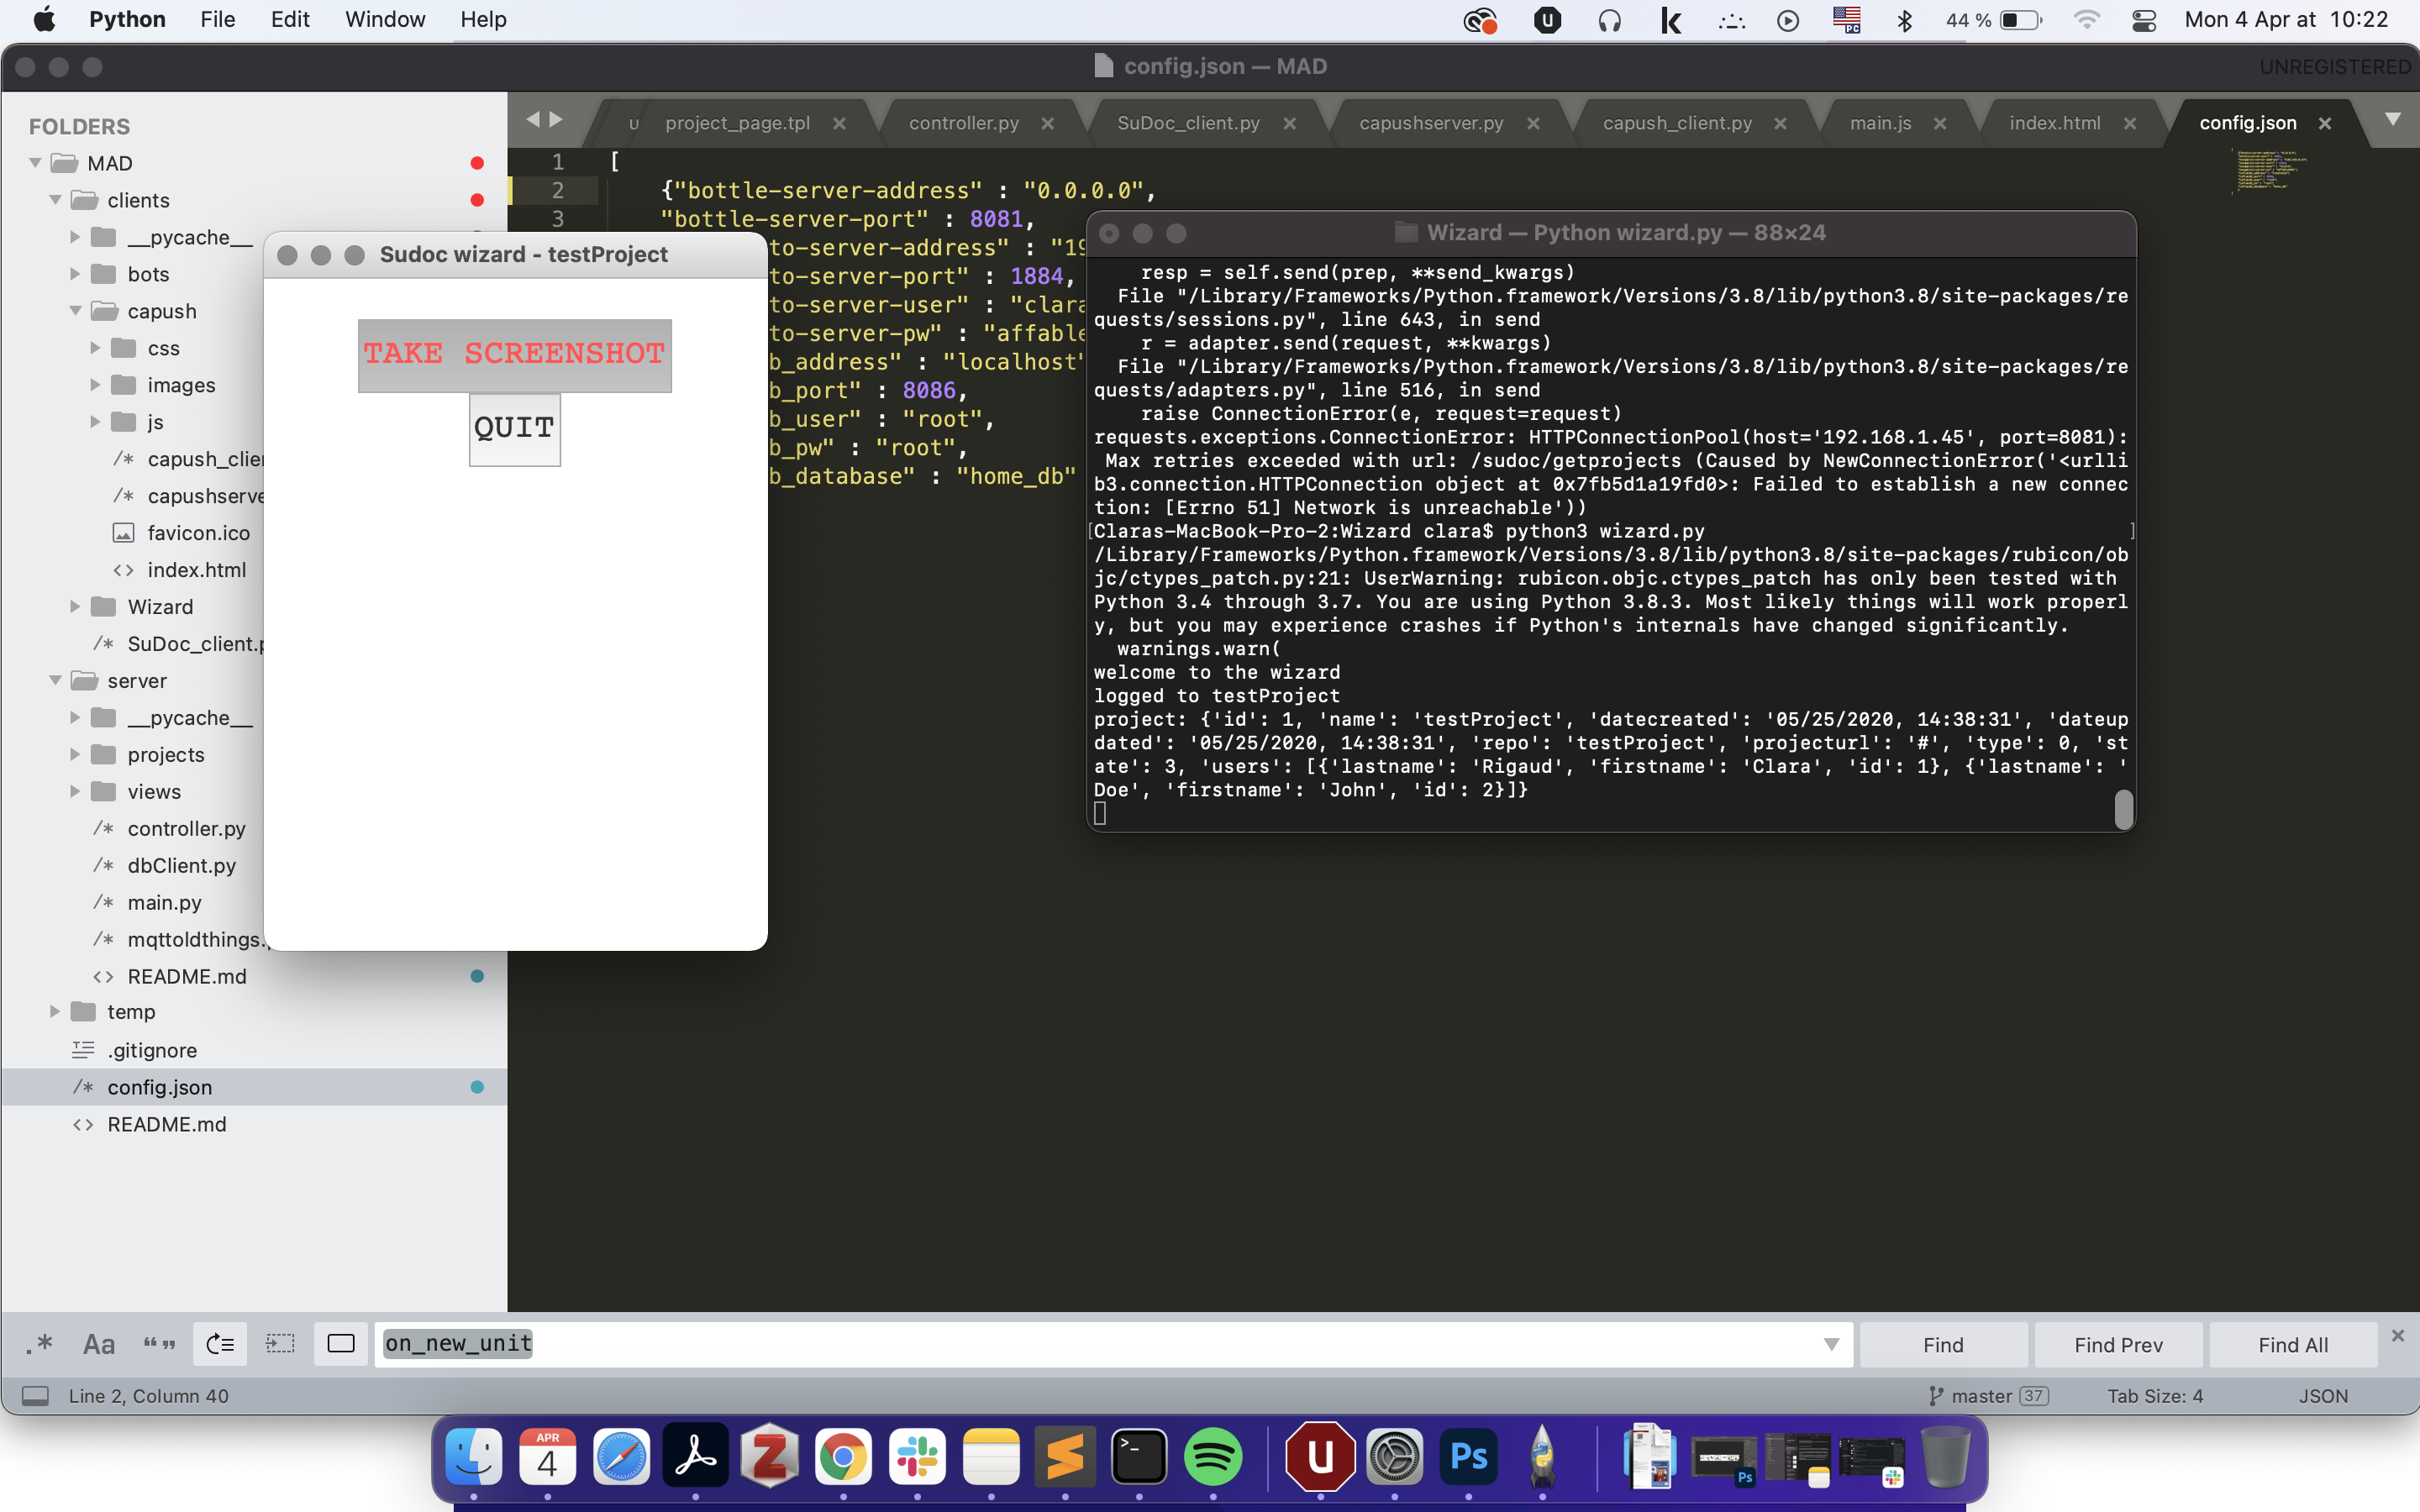 Python File Edit Window Help 44 % Mon 4 Apr at 10:22
config.json — MAD UNREGISTERED
FOLDERS
MAD
clients
__pycache__
bots
capush
css
images
js
capush_clie
capushserve
favicon.ico
index.html
Wizard
SuDoc_client.p
server
__pycache__
projects
views
controller.py
dbClient.py
main.py
mqttoldthings.
README.md
temp
.gitignore
config.json
README.md
u project_page.tpl controller.py SuDoc_client.py capushserver.py capush_client.py main.js index.html config.json
1 [
2 {"bottle-server-address" : "0.0.0.0",
3 "bottle-server-port" : 8081,
to-server-address" : "19
to-server-port" : 1884,
to-server-user" : "clara
to-server-pw" : "affable
b_address" : "localhost"
b_port" : 8086,
b_user" : "root",
b_pw" : "root",
b_database" : "home_db"
Sudoc wizard - testProject
TAKE SCREENSHOT
QUIT
Wizard — Python wizard.py — 88×24
resp = self.send(prep, **send_kwargs)
File "/Library/Frameworks/Python.framework/Versions/3.8/lib/python3.8/site-packages/re
quests/sessions.py", line 643, in send
r = adapter.send(request, **kwargs)
File "/Library/Frameworks/Python.framework/Versions/3.8/lib/python3.8/site-packages/re
quests/adapters.py", line 516, in send
raise ConnectionError(e, request=request)
requests.exceptions.ConnectionError: HTTPConnectionPool(host='192.168.1.45', port=8081):
Max retries exceeded with url: /sudoc/getprojects (Caused by NewConnectionError('<urlli
b3.connection.HTTPConnection object at 0x7fb5d1a19fd0>: Failed to establish a new connec
tion: [Errno 51] Network is unreachable'))
[Claras-MacBook-Pro-2:Wizard clara$ python3 wizard.py ]
/Library/Frameworks/Python.framework/Versions/3.8/lib/python3.8/site-packages/rubicon/ob
jc/ctypes_patch.py:21: UserWarning: rubicon.objc.ctypes_patch has only been tested with
Python 3.4 through 3.7. You are using Python 3.8.3. Most likely things will work properl
y, but you may experience crashes if Python's internals have changed significantly.
warnings.warn(
welcome to the wizard
logged to testProject
project: {'id': 1, 'name': 'testProject', 'datecreated': '05/25/2020, 14:38:31', 'dateup
dated': '05/25/2020, 14:38:31', 'repo': 'testProject', 'projecturl': '#', 'type': 0, 'st
ate': 3, 'users': [{'lastname': 'Rigaud', 'firstname': 'Clara', 'id': 1}, {'lastname': '
Doe', 'firstname': 'John', 'id': 2}]}
.* Aa “” on_new_unit Find Find Prev Find All
Line 2, Column 40 master 37 Tab Size: 4 JSON
APR
4
Ps
Ps